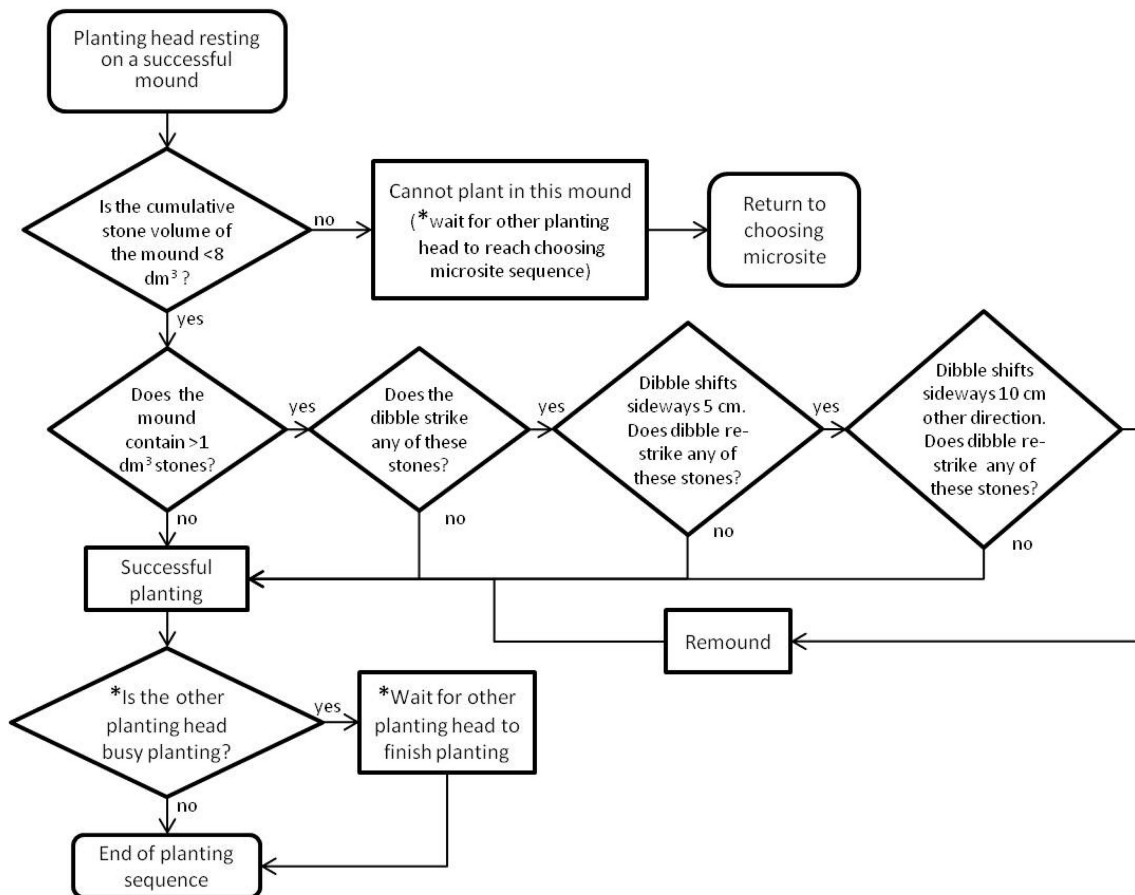 Planting head resting
on a successful
mound
Is the cumulative
stone volume of
the mound <8
dm³ ?
no
Cannot plant in this mound
(*wait for other planting
head to reach choosing
microsite sequence)
Return to
choosing
microsite
yes
Does the
mound
contain >1
dm³ stones?
yes
Does the
dibble strike
any of these
stones?
yes
Dibble shifts
sideways 5 cm.
Does dibble re-
strike any of
these stones?
yes
Dibble shifts
sideways 10 cm
other direction.
Does dibble re-
strike any of
these stones?
no
no
no
no
Successful
planting
Remound
*Is the other
planting head
busy planting?
yes
*Wait for other
planting head to
finish planting
no
End of planting
sequence